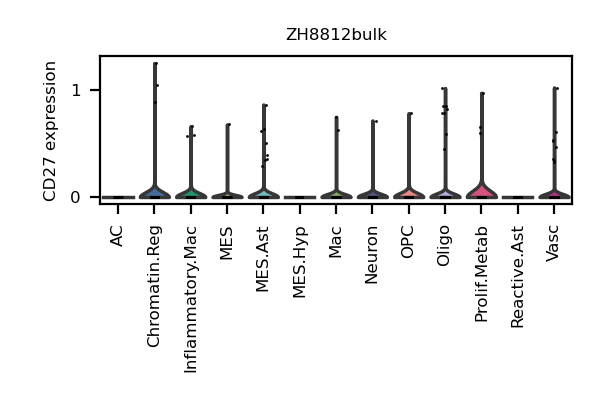 ZH8812bulk
CD27 expression
1
0
AC
Chromatin.Reg
Inflammatory.Mac
MES
MES.Ast
MES.Hyp
Mac
Neuron
OPC
Oligo
Prolif.Metab
Reactive.Ast
Vasc